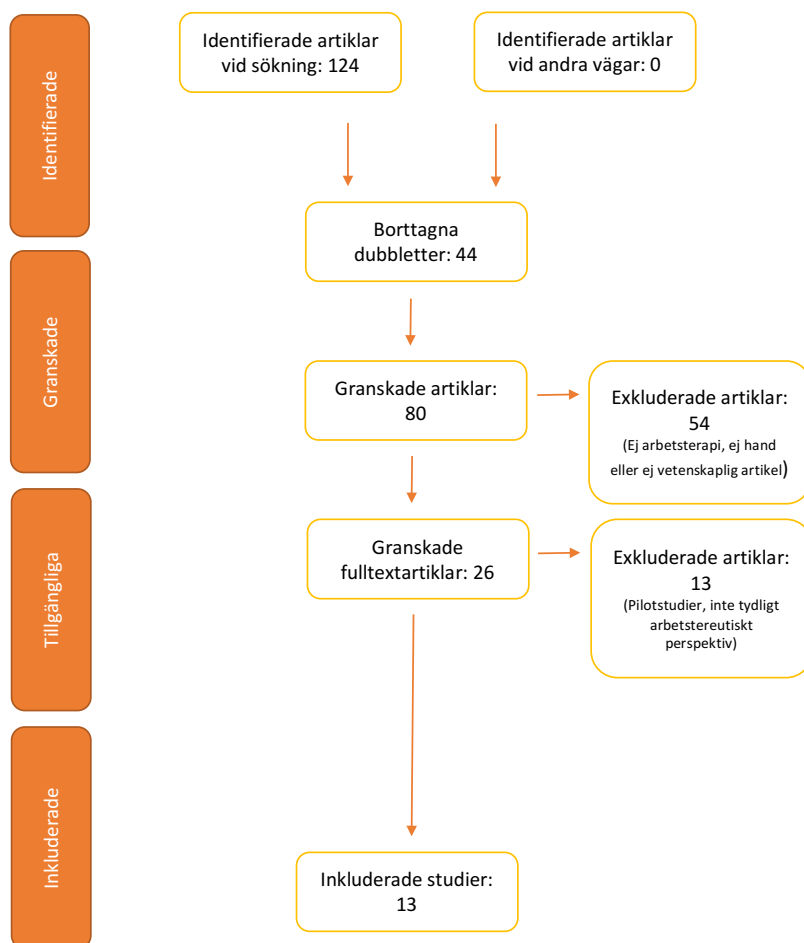 Identifierade
Identifierade artiklar
vid sökning: 124
Identifierade artiklar
vid andra vägar: 0
Borttagna
dubbletter: 44
Granskade
Granskade artiklar:
80
Exkluderade artiklar:
54
(Ej arbetsterapi, ej hand
eller ej vetenskaplig artikel)
Tillgängliga
Granskade
fulltextartiklar: 26
Exkluderade artiklar:
13
(Pilotstudier, inte tydligt
arbetstereutiskt
perspektiv)
Inkluderade
Inkluderade studier:
13